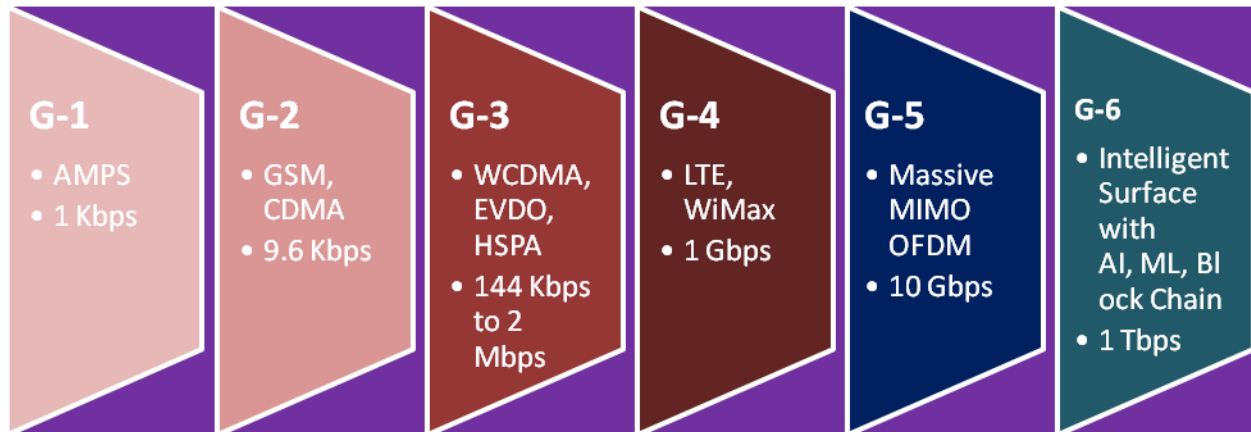 G-1
• AMPS
• 1 Kbps
G-2
• GSM,
CDMA
• 9.6 Kbps
G-3
• WCDMA,
EVDO,
HSPA
• 144 Kbps
to 2
Mbps
G-4
• LTE,
WiMax
• 1 Gbps
G-5
• Massive
MIMO
OFDM
• 10 Gbps
G-6
• Intelligent
Surface
with
AI, ML, Bl
ock Chain
• 1 Tbps